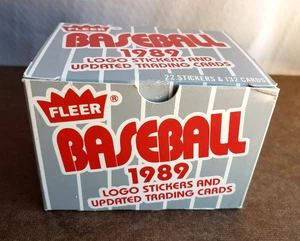 BASEBALL
1989
LOGO STICKERS AND
UPDATED TRADING CARDS
22 STICKERS & 132 CARDS
FLEER®
BASEBALL
1989
LOGO STICKERS AND
UPDATED TRADING CARDS